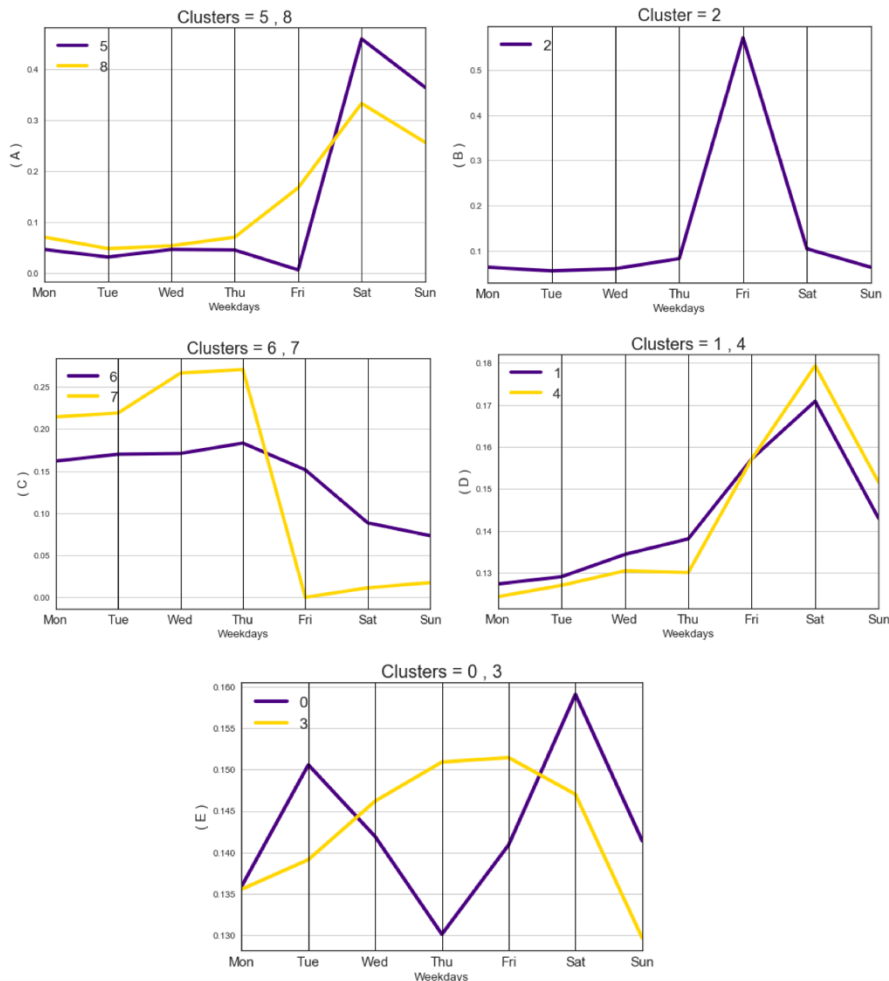 Clusters = 5 , 8
5
8
( A )
0.4
0.3
0.2
0.1
0.0
Mon Tue Wed Thu Fri Sat Sun
Weekdays
Cluster = 2
2
( B )
0.5
0.4
0.3
0.2
0.1
Mon Tue Wed Thu Fri Sat Sun
Weekdays
Clusters = 6 , 7
6
7
( C )
0.25
0.20
0.15
0.10
0.05
0.00
Mon Tue Wed Thu Fri Sat Sun
Weekdays
Clusters = 1 , 4
1
4
( D )
0.18
0.17
0.16
0.15
0.14
0.13
Mon Tue Wed Thu Fri Sat Sun
Weekdays
Clusters = 0 , 3
0
3
( E )
0.160
0.155
0.150
0.145
0.140
0.135
0.130
Mon Tue Wed Thu Fri Sat Sun
Weekdays